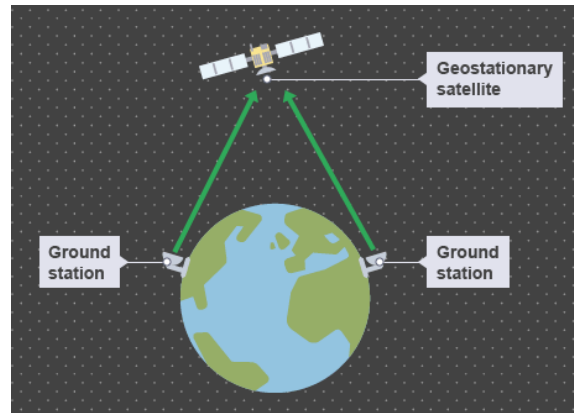 Geostationary
satellite
Ground
station
Ground
station